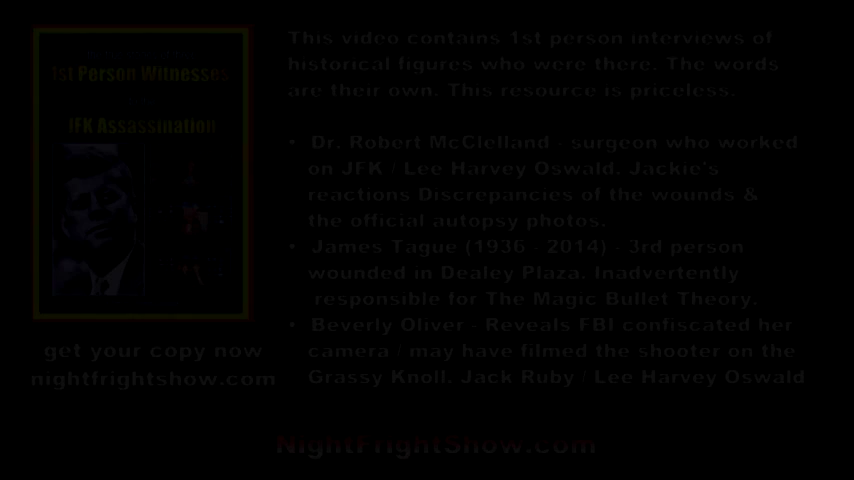 1st Person Witnesses
JFK Assassination
get your copy now
nightfrightshow.com
This video contains 1st person interviews of
historical figures who were there. The words
are their own. This resource is priceless.
• Dr. Robert McClelland - surgeon who worked
on JFK / Lee Harvey Oswald. Jackie's
reactions Discrepancies of the wounds &
the official autopsy photos.
• James Tague (1936 - 2014) - 3rd person
wounded in Dealey Plaza. Inadvertently
responsible for The Magic Bullet Theory.
• Beverly Oliver - Reveals FBI confiscated her
camera / may have filmed the shooter on the
Grassy Knoll. Jack Ruby / Lee Harvey Oswald
NightFrightShow.com